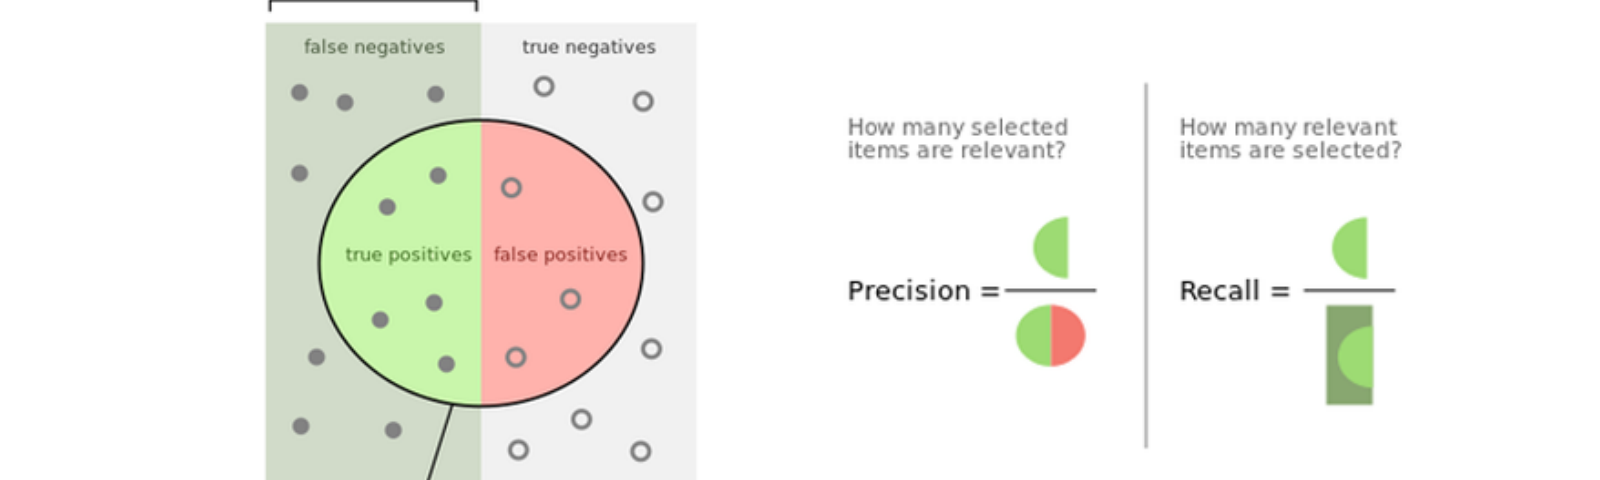 false negatives
true negatives
true positives
false positives
How many selected
items are relevant?
Precision =
How many relevant
items are selected?
Recall =